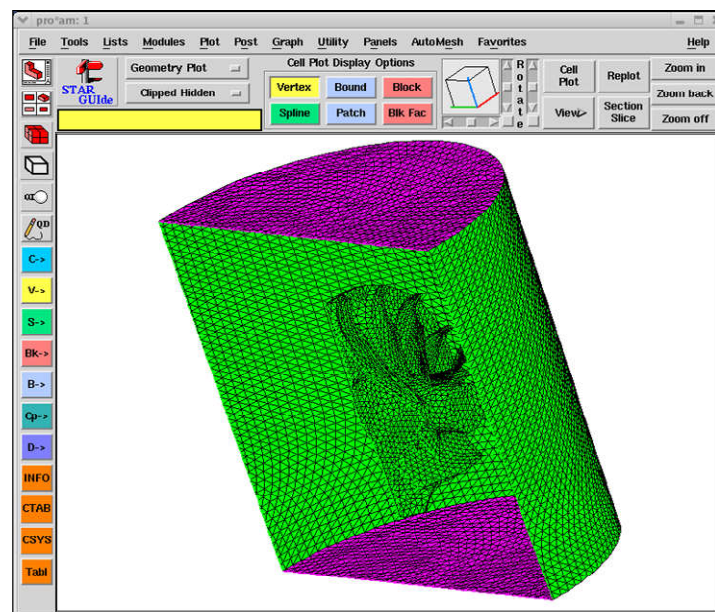 pro*am: 1
File Tools Lists Modules Plot Post Graph Utility Panels AutoMesh Favorites Help
STAR
GUIde
Geometry Plot
Clipped Hidden
Cell Plot Display Options
Vertex Bound Block
Spline Patch Blk Fac
Rotate
Cell
Plot
View>
Replot
Section
Slice
Zoom in
Zoom back
Zoom off
QD
C->
V->
S->
Bk->
B->
Cp->
D->
INFO
CTAB
CSYS
Tabl